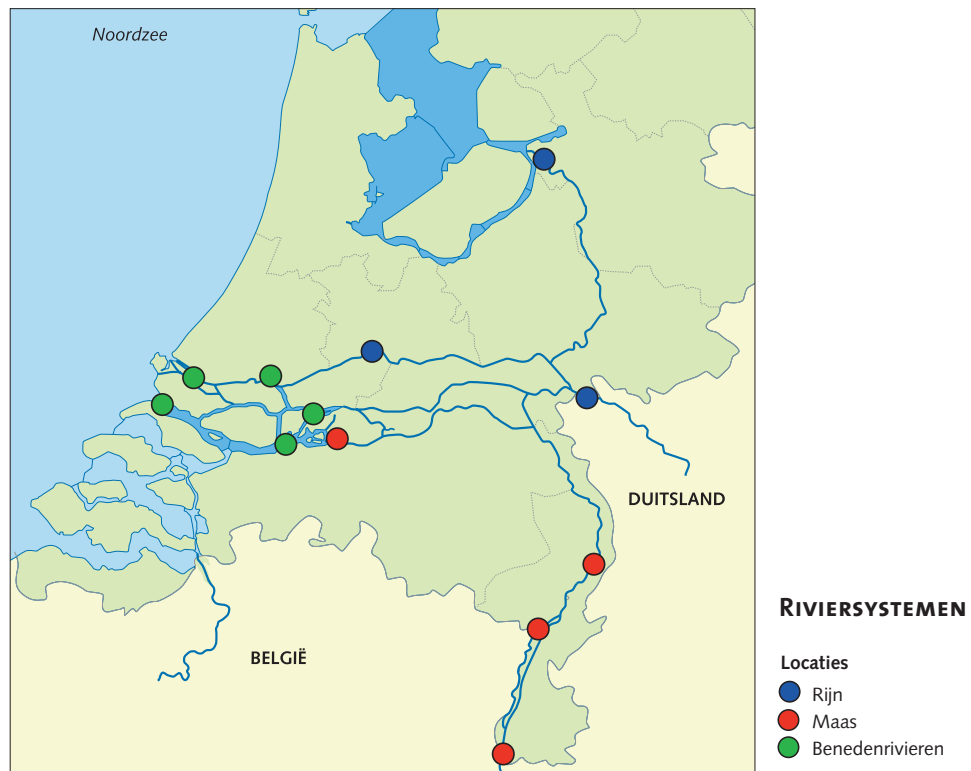 Noordzee
DUITSLAND
BELGIË
RIVIERSYSTEMEN
Locaties
Rijn
Maas
Benedenrivieren